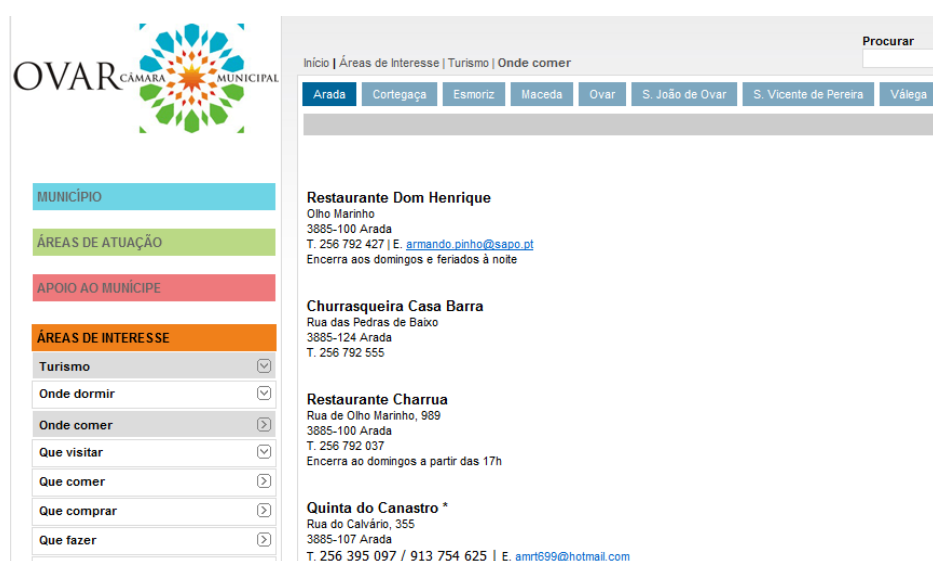 OVAR CÂMARA MUNICIPAL
Procurar
Início | Áreas de Interesse | Turismo | Onde comer
Arada Cortegaça Esmoriz Maceda Ovar S. João de Ovar S. Vicente de Pereira Válega
MUNICÍPIO
ÁREAS DE ATUAÇÃO
APOIO AO MUNÍCIPE
ÁREAS DE INTERESSE
Turismo
Onde dormir
Onde comer
Que visitar
Que comer
Que comprar
Que fazer
Restaurante Dom Henrique
Olho Marinho
3885-100 Arada
T. 256 792 427 | E. armando.pinho@sapo.pt
Encerra aos domingos e feriados à noite
Churrasqueira Casa Barra
Rua das Pedras de Baixo
3885-124 Arada
T. 256 792 555
Restaurante Charrua
Rua de Olho Marinho, 989
3885-100 Arada
T. 256 792 037
Encerra ao domingos a partir das 17h
Quinta do Canastro *
Rua do Calvário, 355
3885-107 Arada
T. 256 395 097 / 913 754 625 | E. amrt699@hotmail.com